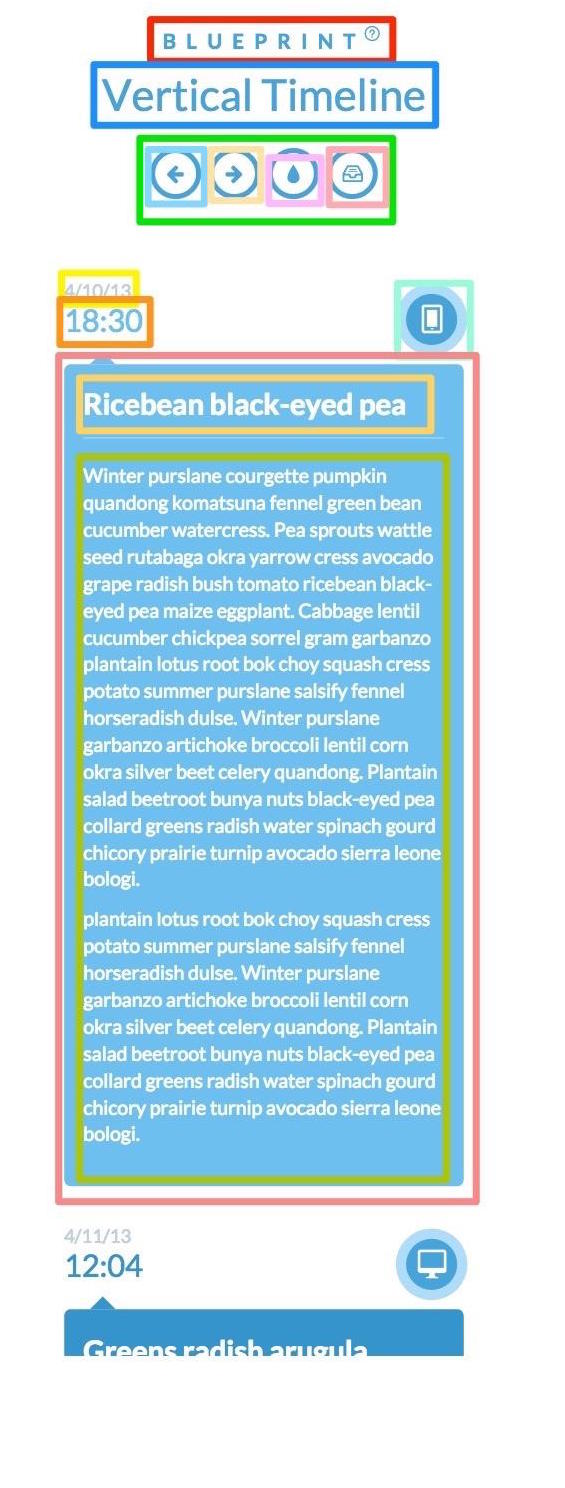 BLUEPRINT?
Vertical Timeline
4/10/13
18:30
Ricebean black-eyed pea
Winter purslane courgette pumpkin
quandong komatsuna fennel green bean
cucumber watercress. Pea sprouts wattle
seed rutabaga okra yarrow cress avocado
grape radish bush tomato ricebean black-
eyed pea maize eggplant. Cabbage lentil
cucumber chickpea sorrel gram garbanzo
plantain lotus root bok choy squash cress
potato summer purslane salsify fennel
horseradish dulse. Winter purslane
garbanzo artichoke broccoli lentil corn
okra silver beet celery quandong. Plantain
salad beetroot bunya nuts black-eyed pea
collard greens radish water spinach gourd
chicory prairie turnip avocado sierra leone
bologi.
plantain lotus root bok choy squash cress
potato summer purslane salsify fennel
horseradish dulse. Winter purslane
garbanzo artichoke broccoli lentil corn
okra silver beet celery quandong. Plantain
salad beetroot bunya nuts black-eyed pea
collard greens radish water spinach gourd
chicory prairie turnip avocado sierra leone
bologi.
4/11/13
12:04
Greens radish arugula